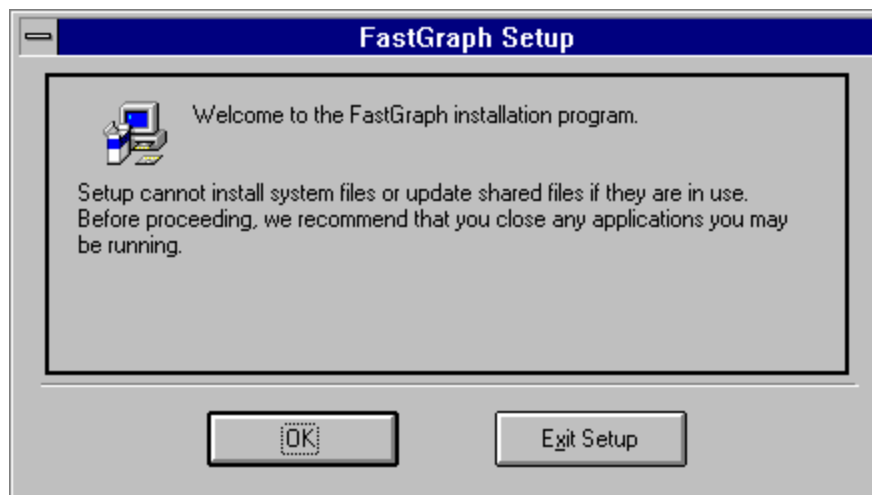 FastGraph Setup
Welcome to the FastGraph installation program.
Setup cannot install system files or update shared files if they are in use.
Before proceeding, we recommend that you close any applications you may
be running.
OK
Exit Setup